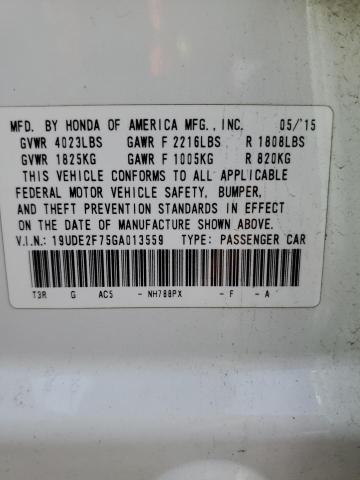 MFD. BY HONDA OF AMERICA MFG., INC. 05/'15
GVWR 4023LBS GAWR F 2216LBS R 1808LBS
GVWR 1825KG GAWR F 1005KG R 820KG
THIS VEHICLE CONFORMS TO ALL APPLICABLE
FEDERAL MOTOR VEHICLE SAFETY, BUMPER,
AND THEFT PREVENTION STANDARDS IN EFFECT
ON THE DATE OF MANUFACTURE SHOWN ABOVE.
V.I.N.: 19UDE2F75GA013559 TYPE: PASSENGER CAR
T3R G AC5 - NH788PX - F - A